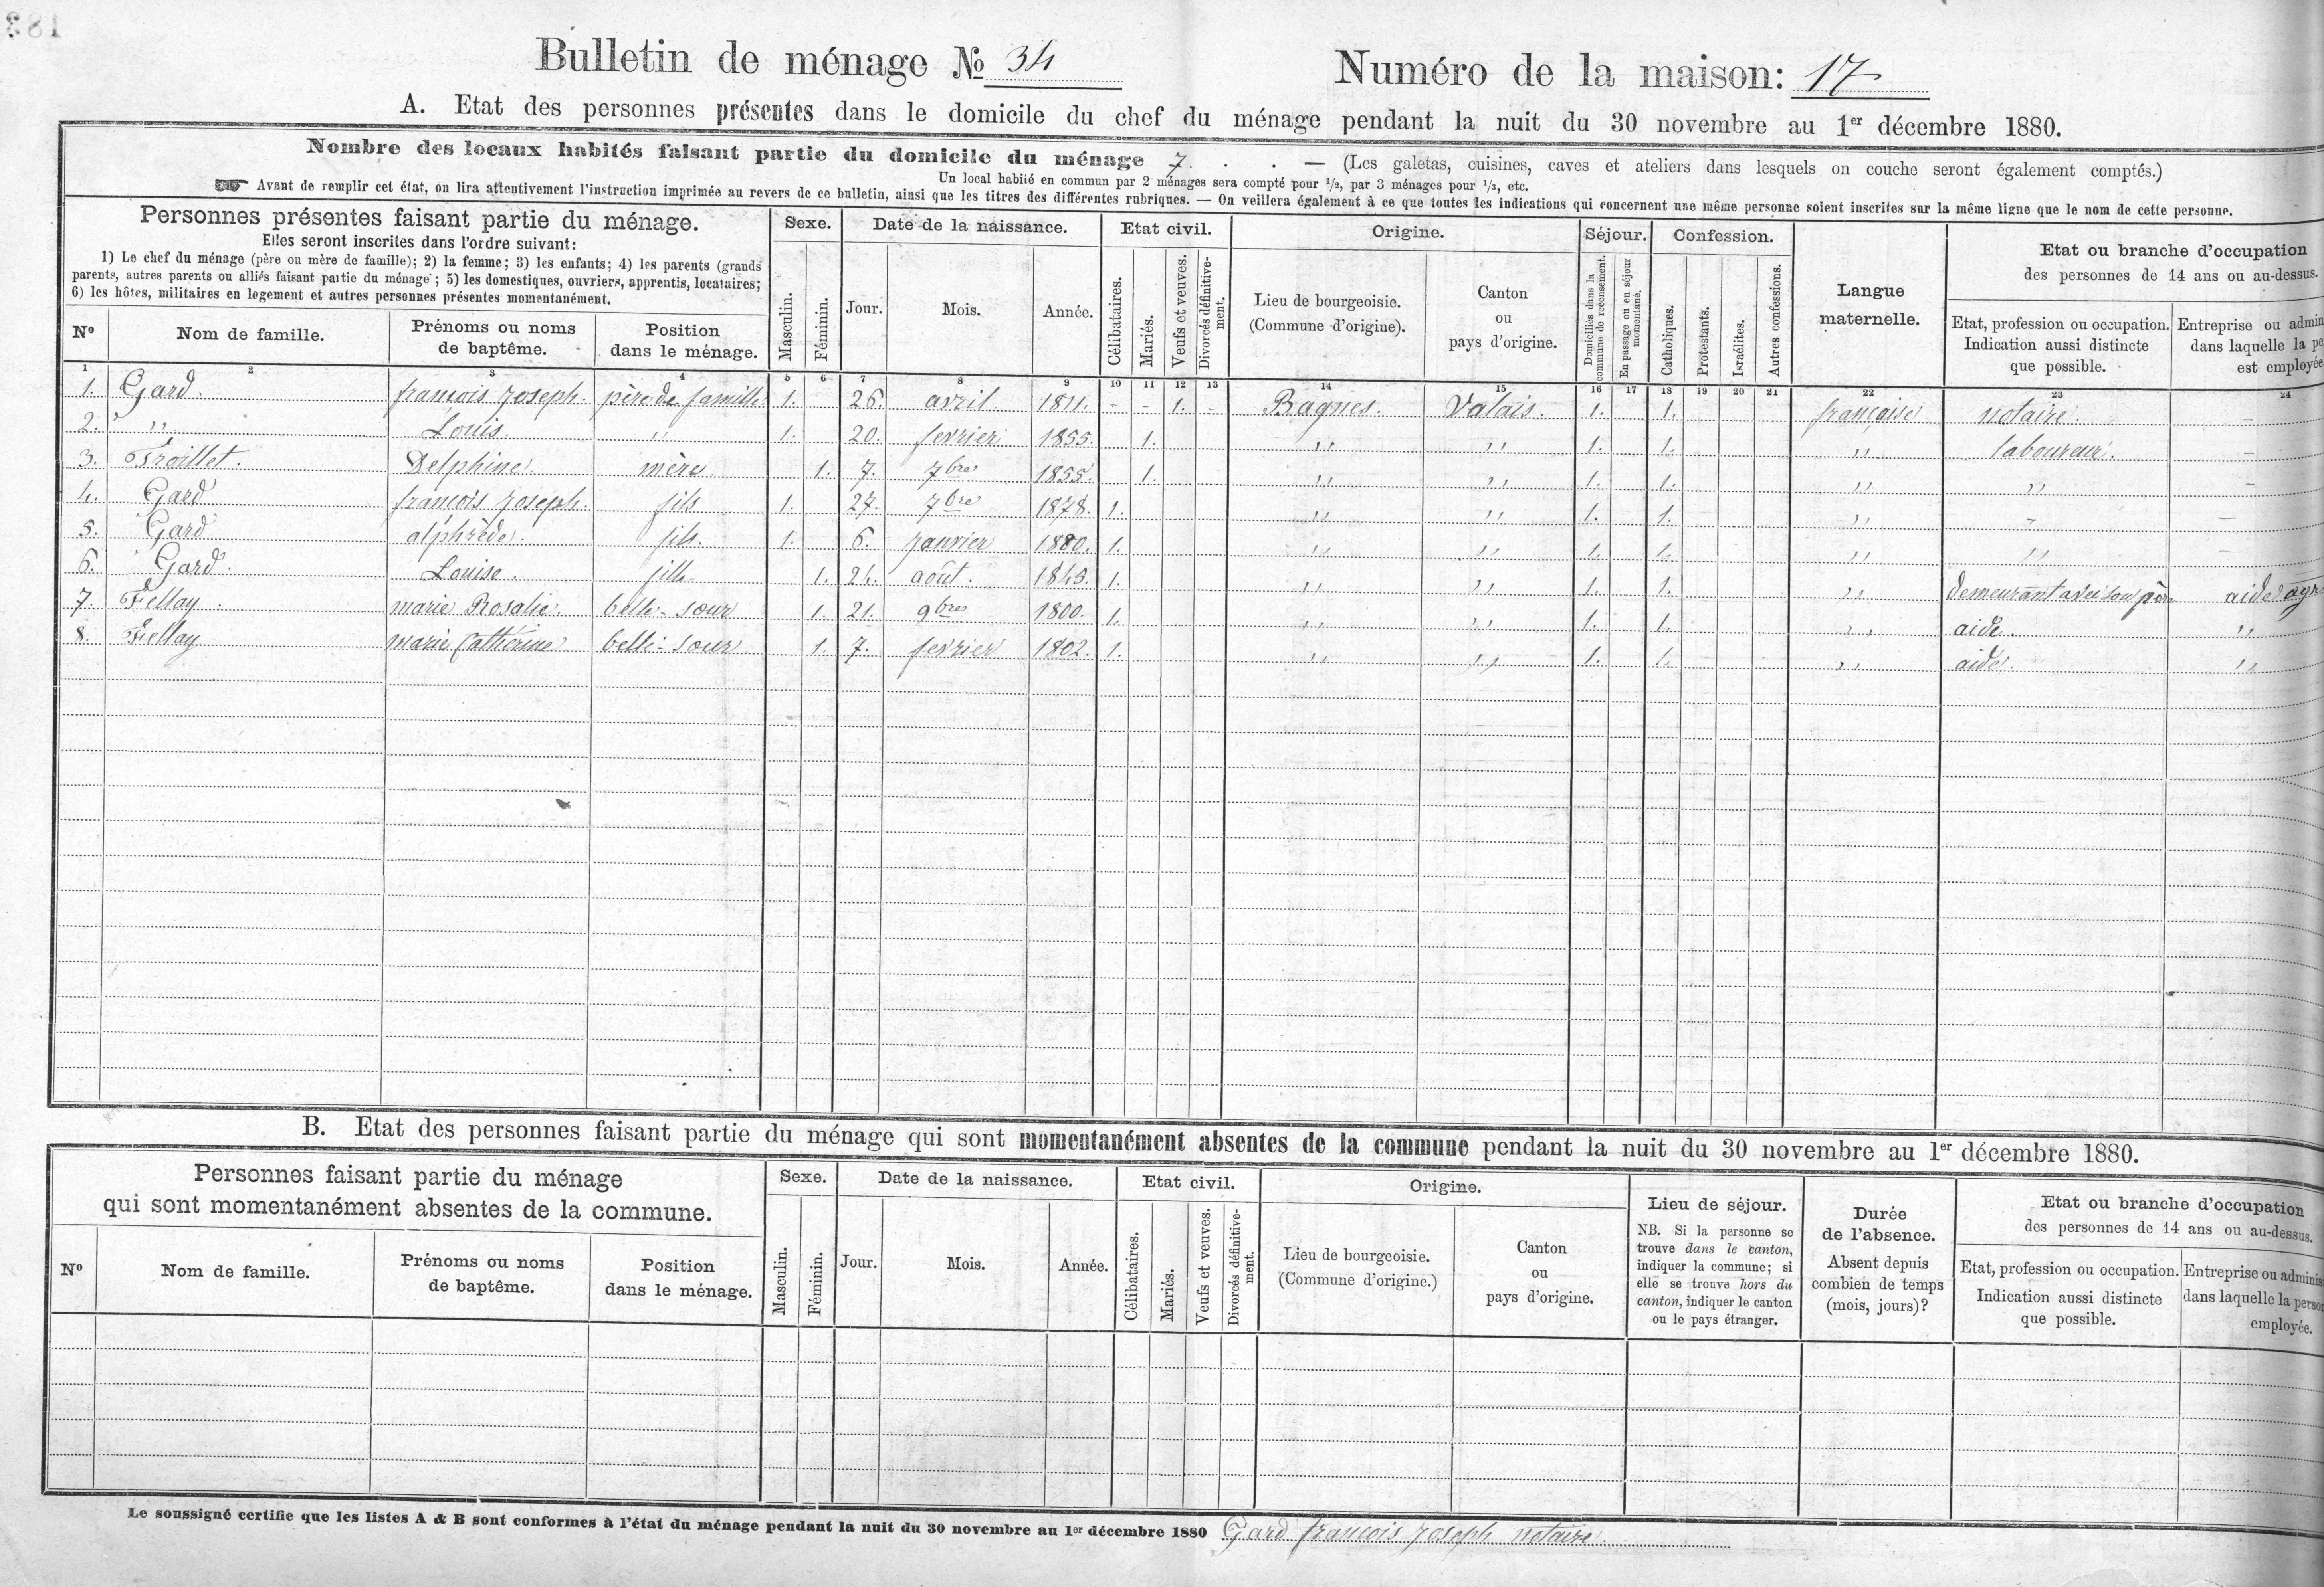 183
Bulletin de ménage № 34 Numéro de la maison: 17
A. Etat des personnes présentes dans le domicile du chef du ménage pendant la nuit du 30 novembre au 1er décembre 1880.
Nombre des locaux habités faisant partie du domicile du ménage 7 . . — (Les galetas, cuisines, caves et ateliers dans lesquels on couche seront également comptés.)
Un local habité en commun par 2 ménages sera compté pour 1/2, par 3 ménages pour 1/3, etc.
☞ Avant de remplir cet état, on lira attentivement l'instruction imprimée au revers de ce bulletin, ainsi que les titres des différentes rubriques. — On veillera également à ce que toutes les indications qui concernent une même personne soient inscrites sur la même ligne que le nom de cette personne.
Personnes présentes faisant partie du ménage.
Elles seront inscrites dans l'ordre suivant:
1) Le chef du ménage (père ou mère de famille); 2) la femme; 3) les enfants; 4) les parents (grands
parents, autres parents ou alliés faisant partie du ménage; 5) les domestiques, ouvriers, apprentis, locataires;
6) les hôtes, militaires en logement et autres personnes présentes momentanément.
Nº
Nom de famille.
Prénoms ou noms
de baptême.
Position
dans le ménage.
Sexe.
Masculin.
Féminin.
Date de la naissance.
Jour.
Mois.
Année.
Etat civil.
Célibataires.
Mariés.
Veufs et veuves.
Divorcés définitive-
ment.
Origine.
Lieu de bourgeoisie.
(Commune d'origine).
Canton
ou
pays d'origine.
Séjour.
Domiciliés dans la
commune de recensement.
En passage ou en séjour
momentané.
Confession.
Catholiques.
Protestants.
Israélites.
Autres confessions.
Langue
maternelle.
Etat ou branche d'occupation
des personnes de 14 ans ou au-dessus.
Etat, profession ou occupation.
Indication aussi distincte
que possible.
Entreprise ou admin
dans laquelle la pe
est employée
1 2 3 4 5 6 7 8 9 10 11 12 13 14 15 16 17 18 19 20 21 22 23 24
1. Gard. françois Joseph. père de famille 1. 26. avril. 1811. - - 1. - Bagnes. Valais. 1. 1. française notaire. —
2. " Louis. " 1. 20. fevrier 1855. 1. " " 1. 1. " laboureur. —
3. Troillet. Delphine. mère 1. 7. 7bre 1855. 1. " " 1. 1. " " —
4. Gard françois Joseph. fils 1. 27. 7bre 1878. 1. " " 1. 1. " - —
5. Gard alphrède. fils. 1. 6. janvier 1880. 1. " " 1. 1. " " —
6. Gard. Louise. fille 1. 24. août. 1843. 1. " " 1. 1. " demeurant avec son père aide agr
7. Fellay. marie Rosalie. belle-sœur 1. 21. 9bre 1800. 1. " " 1. 1. " aide. "
8. Fellay marie Cathérine belle-sœur 1. 7. fevrier 1802. 1. " " 1. 1. " aide. "
B. Etat des personnes faisant partie du ménage qui sont momentanément absentes de la commune pendant la nuit du 30 novembre au 1er décembre 1880.
Personnes faisant partie du ménage
qui sont momentanément absentes de la commune.
Nº
Nom de famille.
Prénoms ou noms
de baptême.
Position
dans le ménage.
Sexe.
Masculin.
Féminin.
Date de la naissance.
Jour.
Mois.
Année.
Etat civil.
Célibataires.
Mariés.
Veufs et veuves.
Divorcés définitive-
ment.
Origine.
Lieu de bourgeoisie.
(Commune d'origine.)
Canton
ou
pays d'origine.
Lieu de séjour.
NB. Si la personne se
trouve dans le canton,
indiquer la commune; si
elle se trouve hors du
canton, indiquer le canton
ou le pays étranger.
Durée
de l'absence.
Absent depuis
combien de temps
(mois, jours)?
Etat ou branche d'occupation
des personnes de 14 ans ou au-dessus.
Etat, profession ou occupation.
Indication aussi distincte
que possible.
Entreprise ou adminis
dans laquelle la person
employée.
Le soussigné certifie que les listes A & B sont conformes à l'état du ménage pendant la nuit du 30 novembre au 1er décembre 1880 Gard françois Joseph notaire.